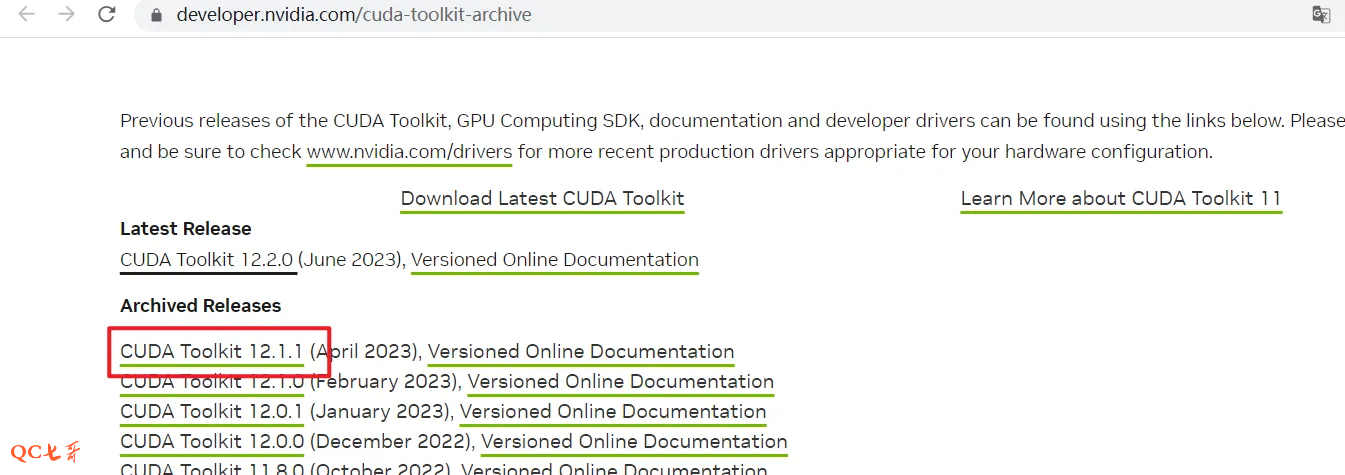 developer.nvidia.com/cuda-toolkit-archive
Previous releases of the CUDA Toolkit, GPU Computing SDK, documentation and developer drivers can be found using the links below. Please
and be sure to check www.nvidia.com/drivers for more recent production drivers appropriate for your hardware configuration.
Download Latest CUDA Toolkit Learn More about CUDA Toolkit 11
Latest Release
CUDA Toolkit 12.2.0 (June 2023), Versioned Online Documentation
Archived Releases
CUDA Toolkit 12.1.1 (April 2023), Versioned Online Documentation
CUDA Toolkit 12.1.0 (February 2023), Versioned Online Documentation
CUDA Toolkit 12.0.1 (January 2023), Versioned Online Documentation
CUDA Toolkit 12.0.0 (December 2022), Versioned Online Documentation
CUDA Toolkit 11.8.0 (October 2022), Versioned Online Documentation
QC七哥